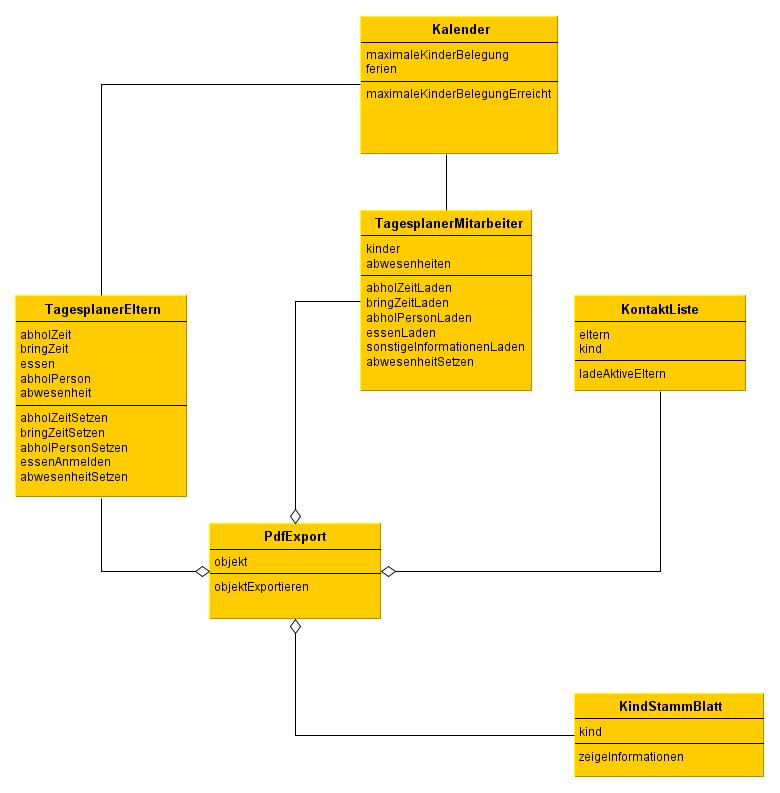 Kalender
maximaleKinderBelegung
ferien
maximaleKinderBelegungErreicht
TagesplanerMitarbeiter
kinder
abwesenheiten
abholZeitLaden
bringZeitLaden
abholPersonLaden
essenLaden
sonstigeInformationenLaden
abwesenheitSetzen
TagesplanerEltern
abholZeit
bringZeit
essen
abholPerson
abwesenheit
abholZeitSetzen
bringZeitSetzen
abholPersonSetzen
essenAnmelden
abwesenheitSetzen
KontaktListe
eltern
kind
ladeAktiveEltern
PdfExport
objekt
objektExportieren
KindStammBlatt
kind
zeigeInformationen